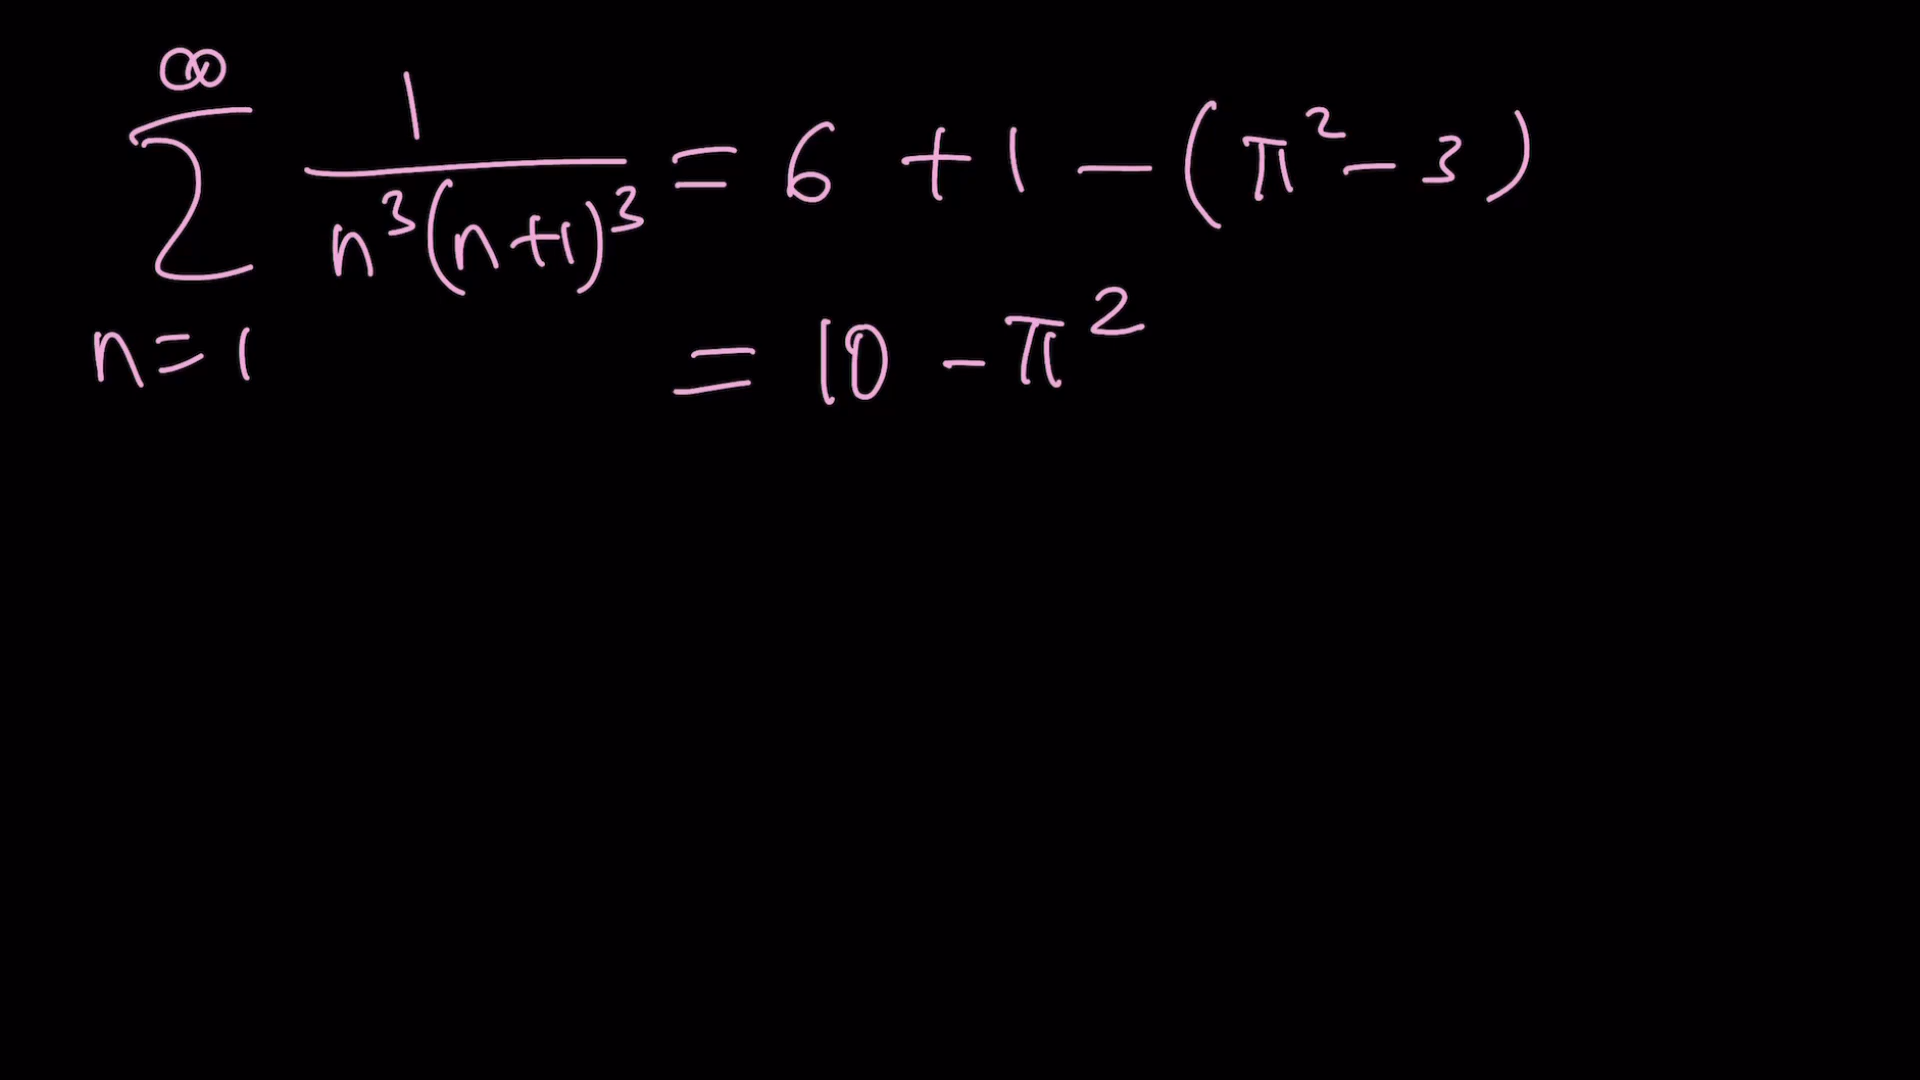 ∞
∑ 1/(n³(n+1)³) = 6 + 1 − (π² − 3)
n=1
= 10 − π²